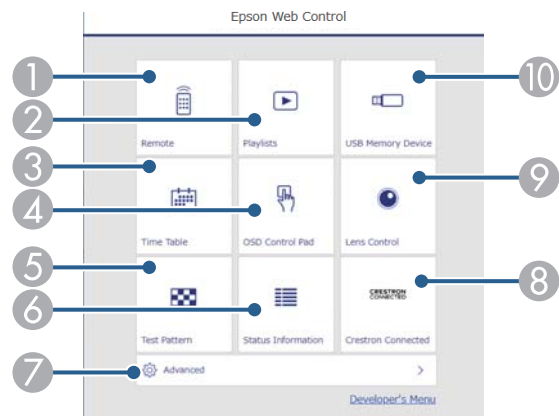 Epson Web Control
1
2
10
Remote
Playlists
USB Memory Device
3
4
9
Time Table
OSD Control Pad
Lens Control
5
6
8
CRESTRON
CONNECTED
Test Pattern
Status Information
Crestron Connected
7
Advanced
Developer's Menu